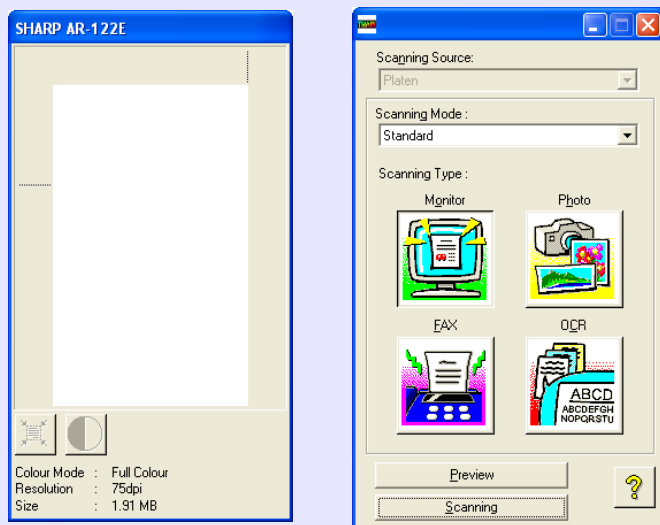 SHARP AR-122E
Colour Mode : Full Colour
Resolution : 75dpi
Size : 1.91 MB
Scanning Source:
Platen
Scanning Mode :
Standard
Scanning Type :
Monitor Photo
FAX OCR
ABCD
ABCDEFGH
NOPQRSTU
Preview
Scanning
?